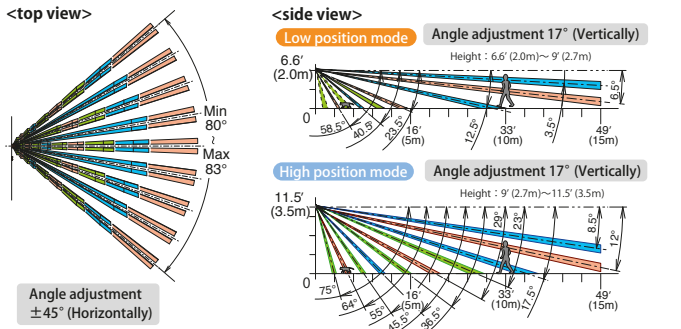 <top view>
Min
80°
~
Max
83°
Angle adjustment
±45° (Horizontally)
<side view>
Low position mode
Angle adjustment 17° (Vertically)
Height : 6.6’ (2.0m)~ 9’ (2.7m)
6.6’
(2.0m)
0
58.5°
40.5°
23.5°
12.5°
3.5°
6.5°
16’
(5m)
33’
(10m)
49’
(15m)
High position mode
Angle adjustment 17° (Vertically)
Height : 9’ (2.7m)~11.5’ (3.5m)
11.5’
(3.5m)
0
75°
64°
55°
45.5°
36.5°
29°
23°
17.5°
8.5°
12°
16’
(5m)
33’
(10m)
49’
(15m)